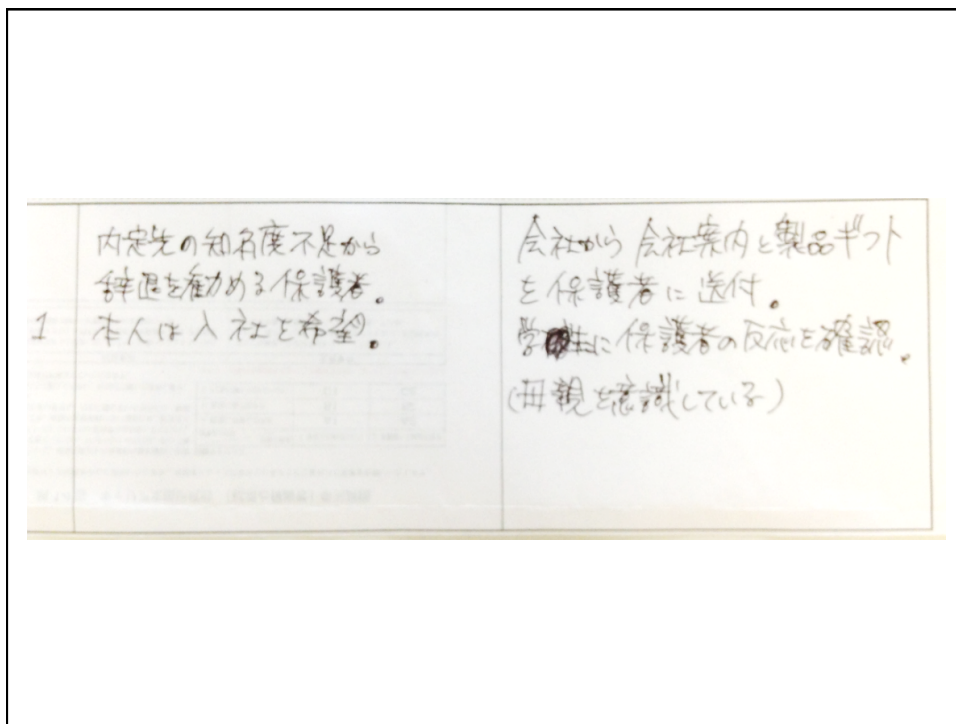 1
内定先の知名度不足から
辞退を勧める保護者。
本人は入社を希望。
会社から会社案内と製品ギフト
を保護者に送付。
学生に保護者の反応を確認。
(母親を意識している)